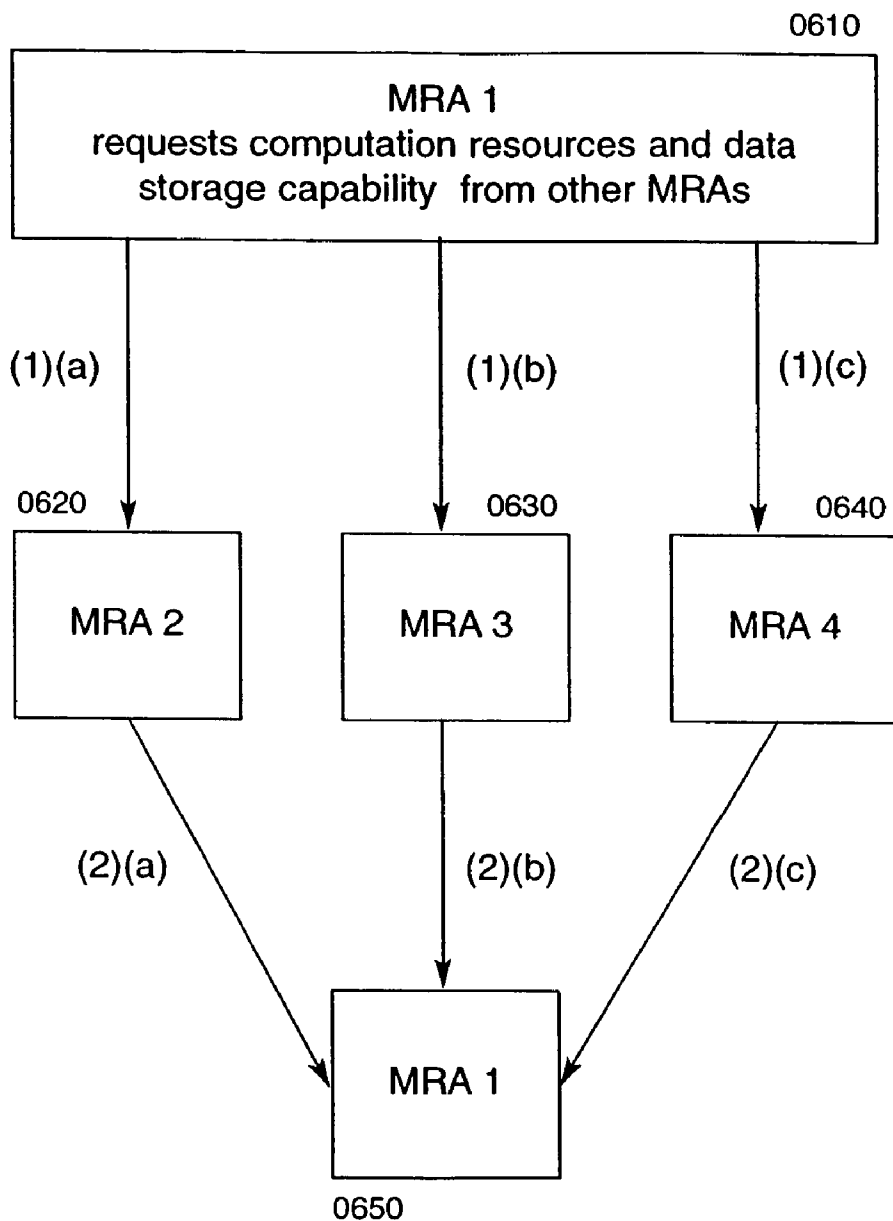 0610
MRA 1
requests computation resources and data
storage capability from other MRAs
(1)(a)
(1)(b)
(1)(c)
0620
0630
0640
MRA 2
MRA 3
MRA 4
(2)(a)
(2)(b)
(2)(c)
MRA 1
0650